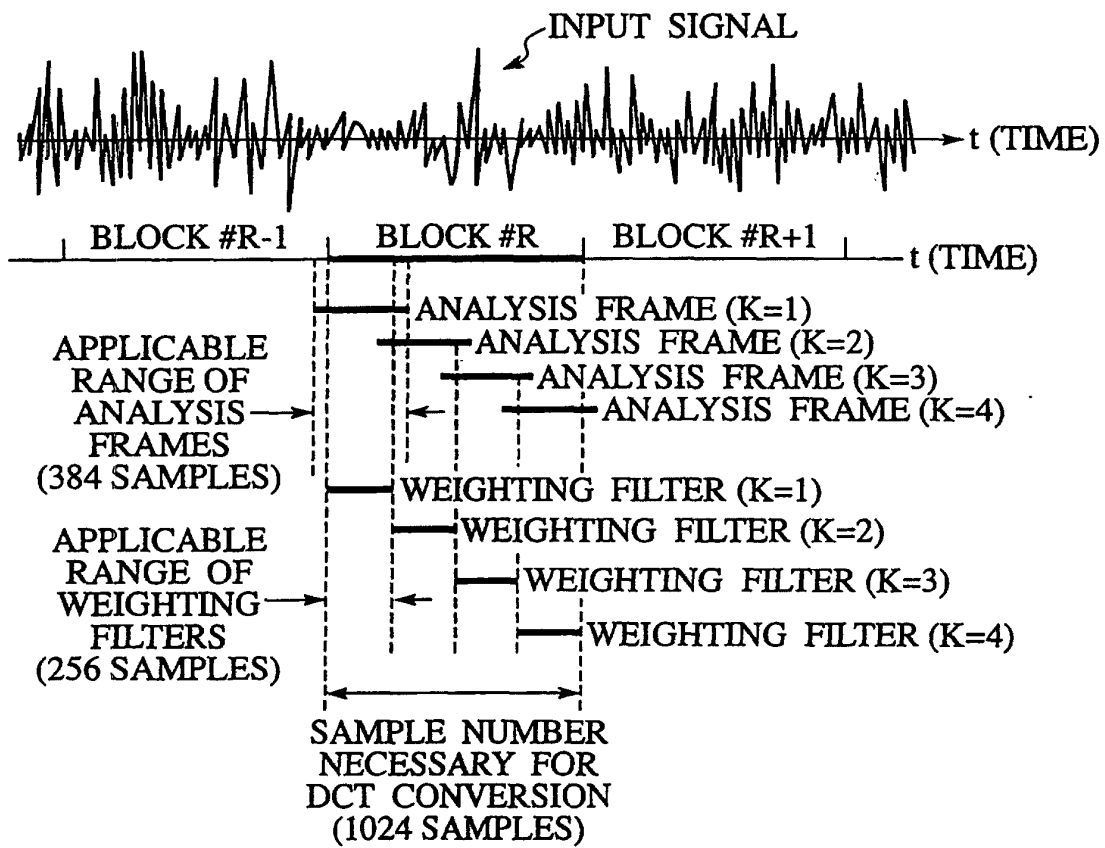 INPUT SIGNAL
t (TIME)
BLOCK #R-1
BLOCK #R
BLOCK #R+1
t (TIME)
ANALYSIS FRAME (K=1)
ANALYSIS FRAME (K=2)
ANALYSIS FRAME (K=3)
ANALYSIS FRAME (K=4)
APPLICABLE
RANGE OF
ANALYSIS
FRAMES
(384 SAMPLES)
WEIGHTING FILTER (K=1)
WEIGHTING FILTER (K=2)
WEIGHTING FILTER (K=3)
WEIGHTING FILTER (K=4)
APPLICABLE
RANGE OF
WEIGHTING
FILTERS
(256 SAMPLES)
SAMPLE NUMBER
NECESSARY FOR
DCT CONVERSION
(1024 SAMPLES)